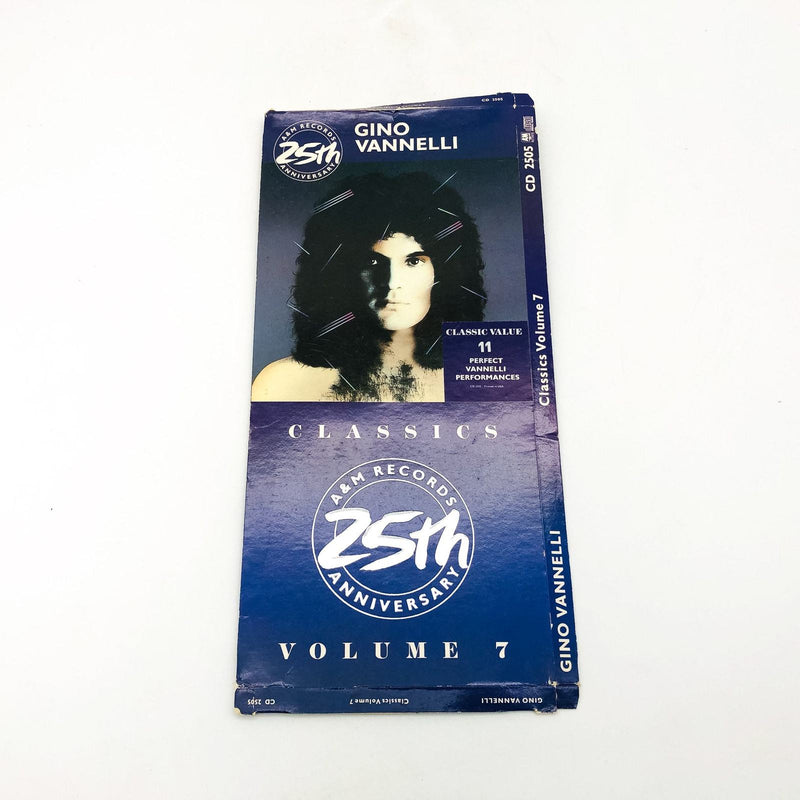 CD 2505
A&M RECORDS
25th
ANNIVERSARY
GINO
VANNELLI
CLASSIC VALUE
11
PERFECT
VANNELLI
PERFORMANCES
CLASSICS
A&M RECORDS
25th
ANNIVERSARY
VOLUME 7
CD 2505
Classics Volume 7
GINO VANNELLI
CD 2505
Classics Volume 7
GINO VANNELLI